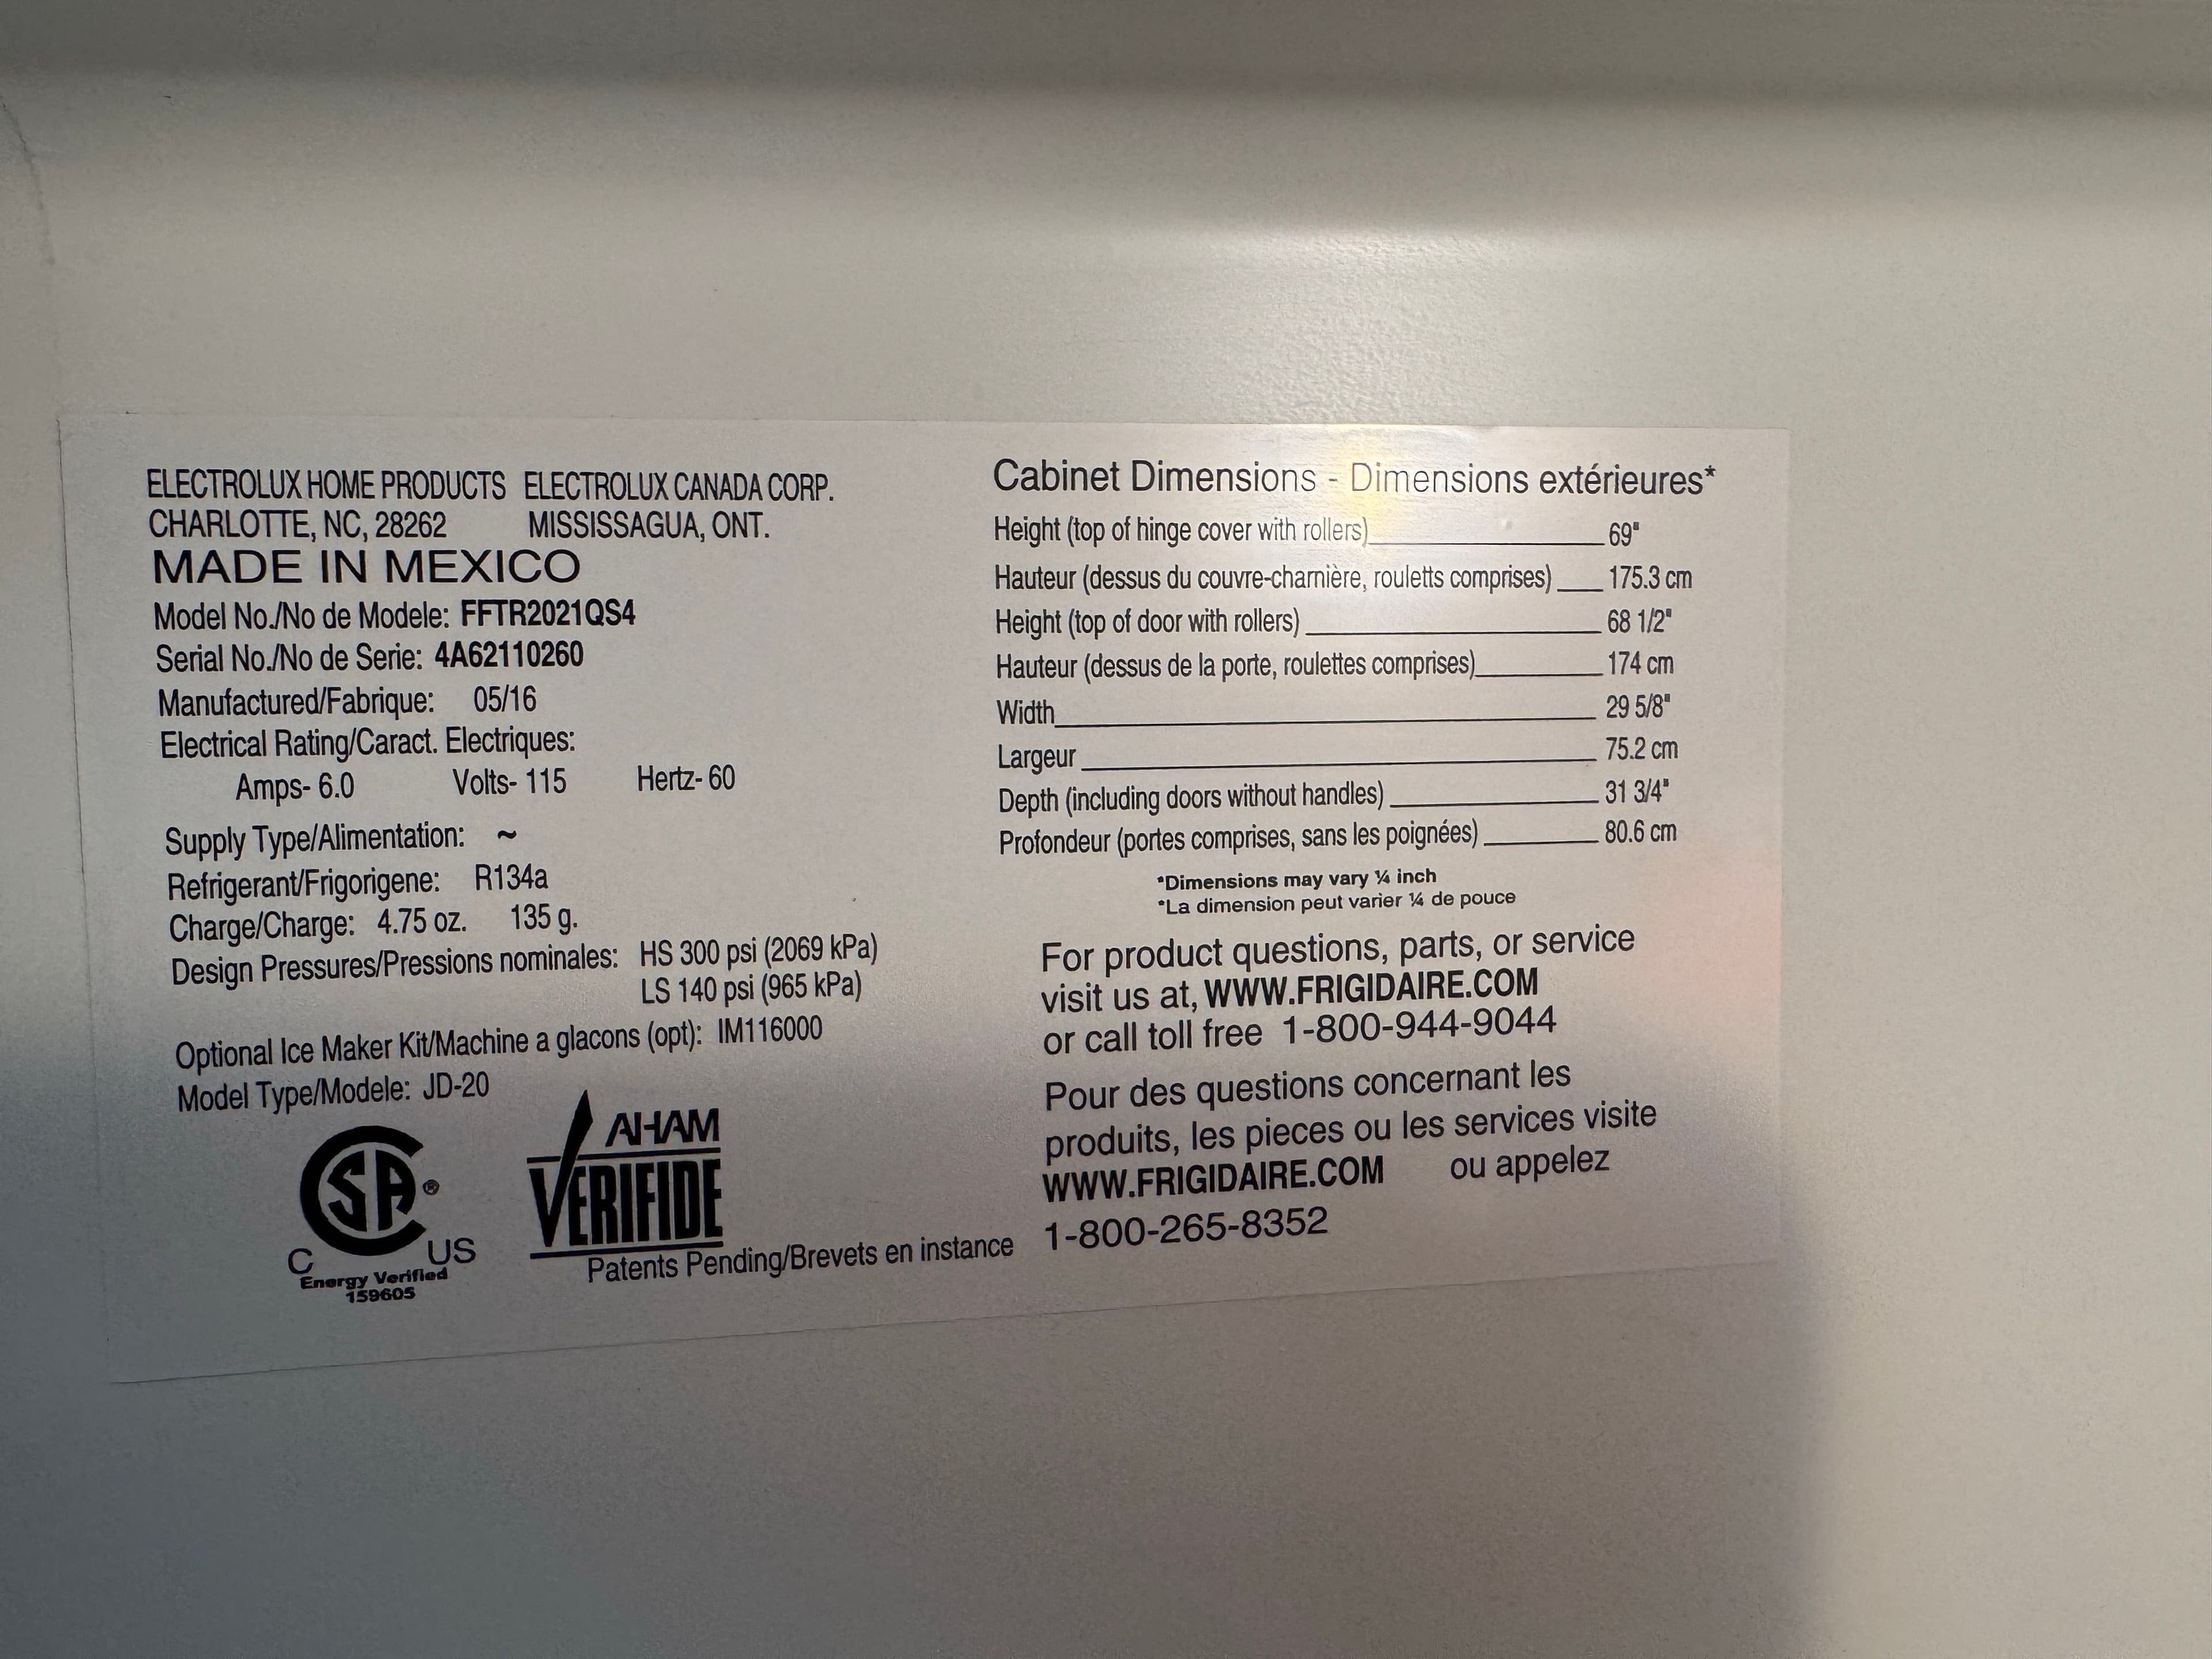 ELECTROLUX HOME PRODUCTS ELECTROLUX CANADA CORP.
CHARLOTTE, NC, 28262 MISSISSAGUA, ONT.
MADE IN MEXICO
Model No./No de Modele: FFTR2021QS4
Serial No./No de Serie: 4A62110260
Manufactured/Fabrique: 05/16
Electrical Rating/Caract. Electriques:
Amps- 6.0 Volts- 115 Hertz- 60
Supply Type/Alimentation: ~
Refrigerant/Frigorigene: R134a
Charge/Charge: 4.75 oz. 135 g.
Design Pressures/Pressions nominales: HS 300 psi (2069 kPa)
LS 140 psi (965 kPa)
Optional Ice Maker Kit/Machine a glacons (opt): IM116000
Model Type/Modele: JD-20
CSA®
C US
Energy Verified
159605
AHAM
VERIFIDE
Patents Pending/Brevets en instance
Cabinet Dimensions - Dimensions extérieures*
Height (top of hinge cover with rollers) 69"
Hauteur (dessus du couvre-charnière, rouletts comprises) 175.3 cm
Height (top of door with rollers) 68 1/2"
Hauteur (dessus de la porte, roulettes comprises) 174 cm
Width 29 5/8"
Largeur 75.2 cm
Depth (including doors without handles) 31 3/4"
Profondeur (portes comprises, sans les poignées) 80.6 cm
*Dimensions may vary ¼ inch
*La dimension peut varier ¼ de pouce
For product questions, parts, or service
visit us at, WWW.FRIGIDAIRE.COM
or call toll free 1-800-944-9044
Pour des questions concernant les
produits, les pieces ou les services visite
WWW.FRIGIDAIRE.COM ou appelez
1-800-265-8352